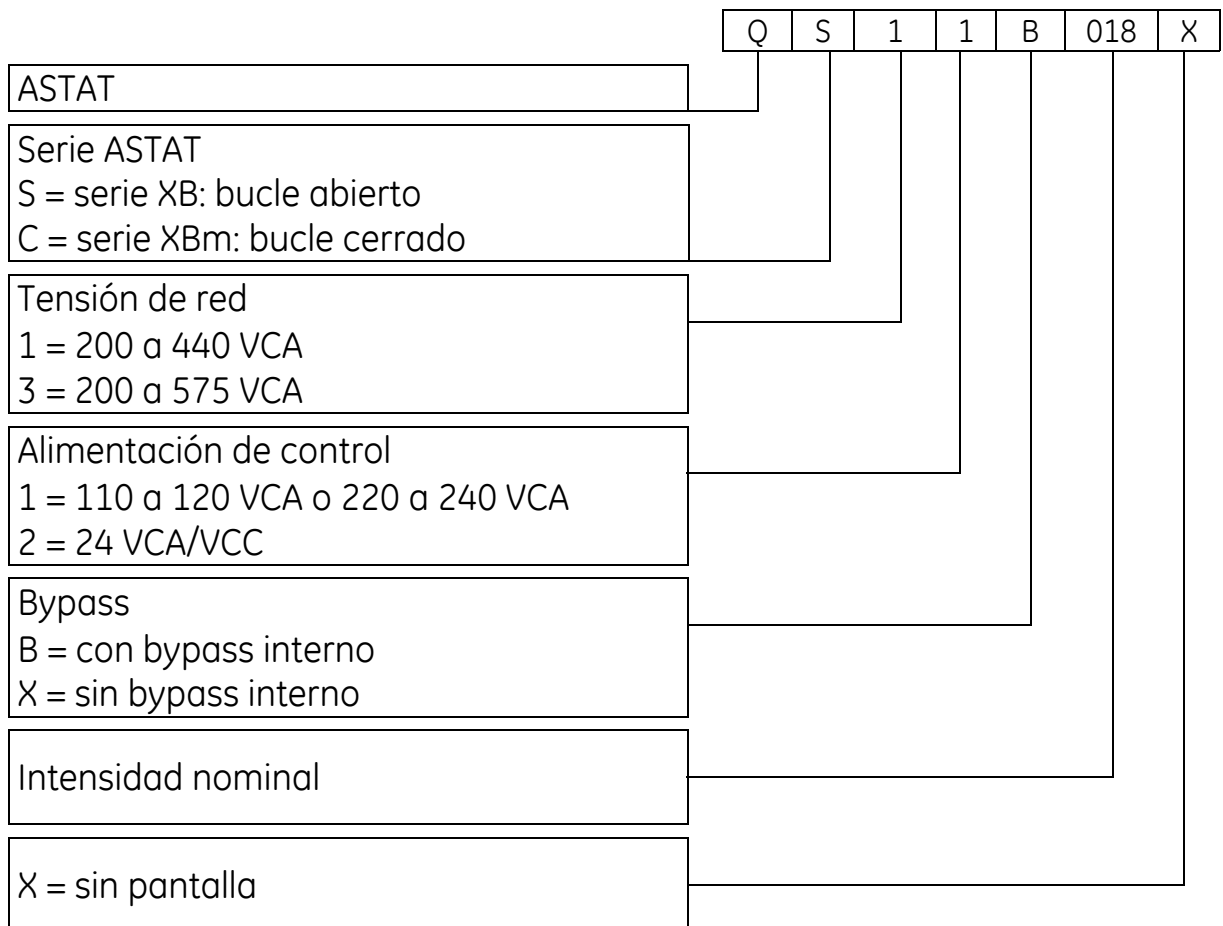 Q S 1 1 B 018 X
ASTAT
Serie ASTAT
S = serie XB: bucle abierto
C = serie XBm: bucle cerrado
Tensión de red
1 = 200 a 440 VCA
3 = 200 a 575 VCA
Alimentación de control
1 = 110 a 120 VCA o 220 a 240 VCA
2 = 24 VCA/VCC
Bypass
B = con bypass interno
X = sin bypass interno
Intensidad nominal
X = sin pantalla